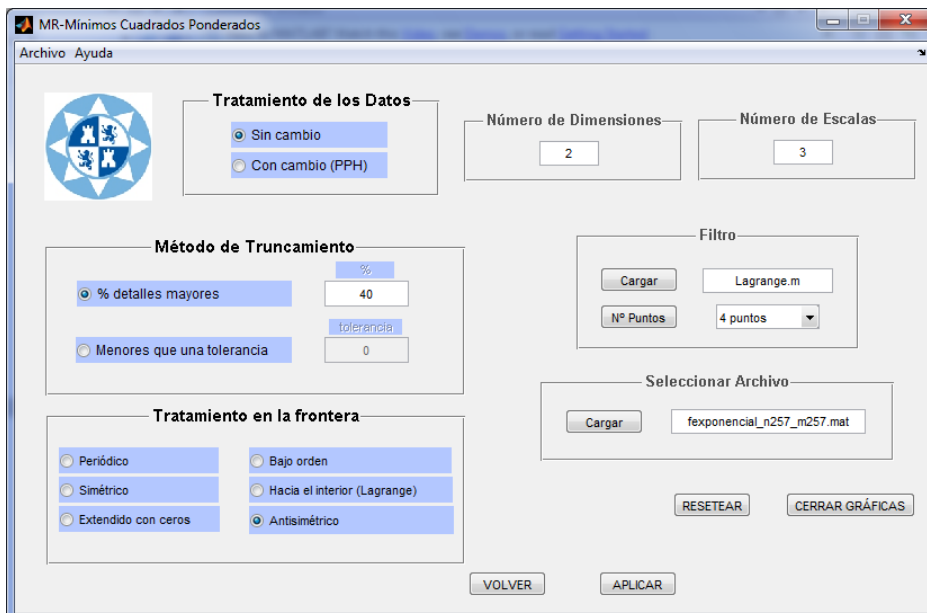 MR-Mínimos Cuadrados Ponderados
Archivo Ayuda
Tratamiento de los Datos
Sin cambio
Con cambio (PPH)
Número de Dimensiones
2
Número de Escalas
3
Método de Truncamiento
%
% detalles mayores
40
tolerancia
Menores que una tolerancia
0
Filtro
Cargar
Lagrange.m
Nº Puntos
4 puntos
Seleccionar Archivo
Cargar
fexponencial_n257_m257.mat
Tratamiento en la frontera
Periódico
Bajo orden
Simétrico
Hacia el interior (Lagrange)
Extendido con ceros
Antisimétrico
RESETEAR
CERRAR GRÁFICAS
VOLVER
APLICAR